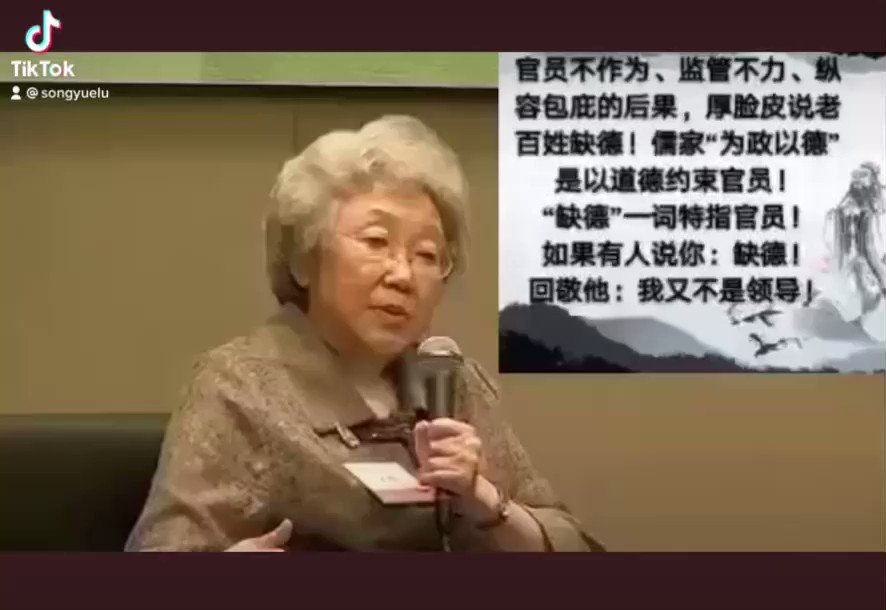 TikTok
@songyuelu
官员不作为、监管不力、纵
容包庇的后果，厚脸皮说老
百姓缺德！儒家“为政以德”
是以道德约束官员！
“缺德”一词特指官员！
如果有人说你：缺德！
回敬他：我又不是领导！